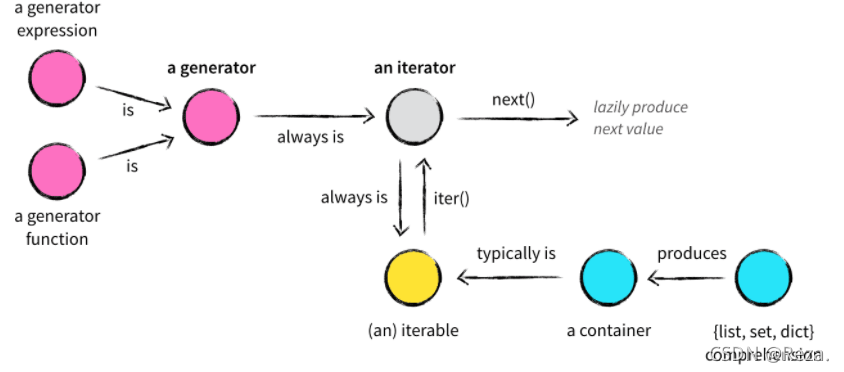 a generator
expression
a generator
an iterator
is
next()
lazily produce
next value
always is
is
a generator
function
always is
iter()
typically is
produces
(an) iterable
a container
{list, set, dict}
comprehension
CSDN